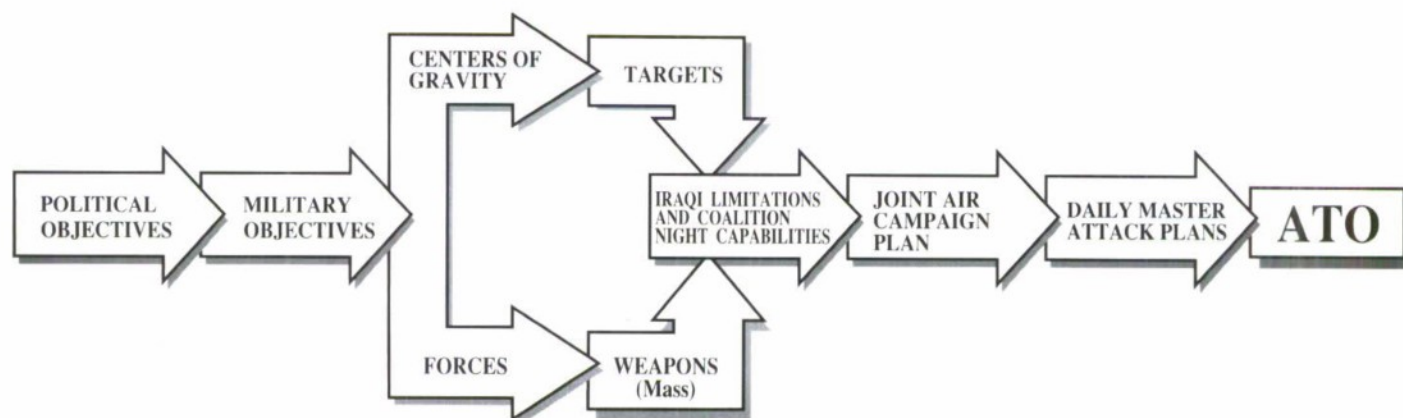 POLITICAL
OBJECTIVES
MILITARY
OBJECTIVES
CENTERS OF
GRAVITY
TARGETS
FORCES
WEAPONS
(Mass)
IRAQI LIMITATIONS
AND COALITION
NIGHT CAPABILITIES
JOINT AIR
CAMPAIGN
PLAN
DAILY MASTER
ATTACK PLANS
ATO